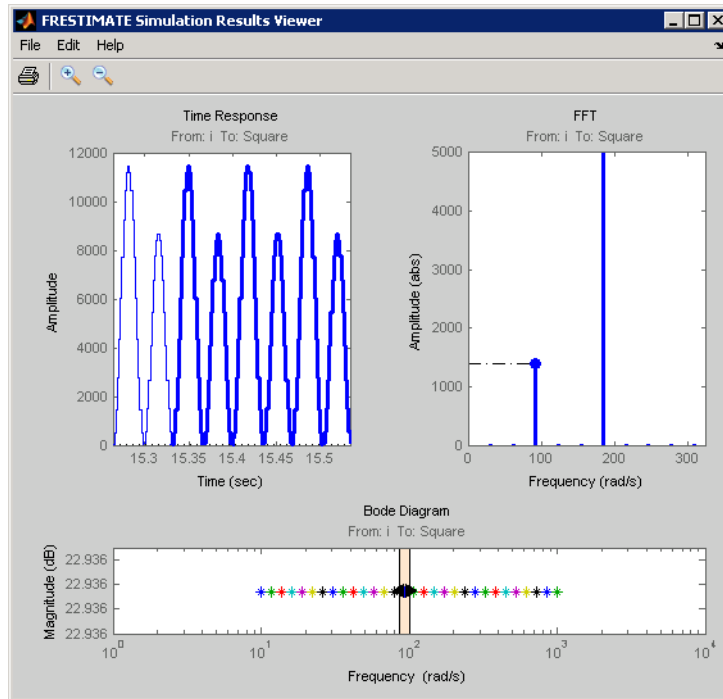 FRESTIMATE Simulation Results Viewer
File Edit Help
Time Response
From: i To: Square
12000
10000
8000
6000
4000
2000
0
Amplitude
15.3 15.35 15.4 15.45 15.5
Time (sec)
FFT
From: i To: Square
5000
4000
3000
2000
1000
0
Amplitude (abs)
0 100 200 300
Frequency (rad/s)
Bode Diagram
From: i To: Square
22.936
22.936
22.936
22.936
Magnitude (dB)
10^0 10^1 10^2 10^3 10^4
Frequency (rad/s)